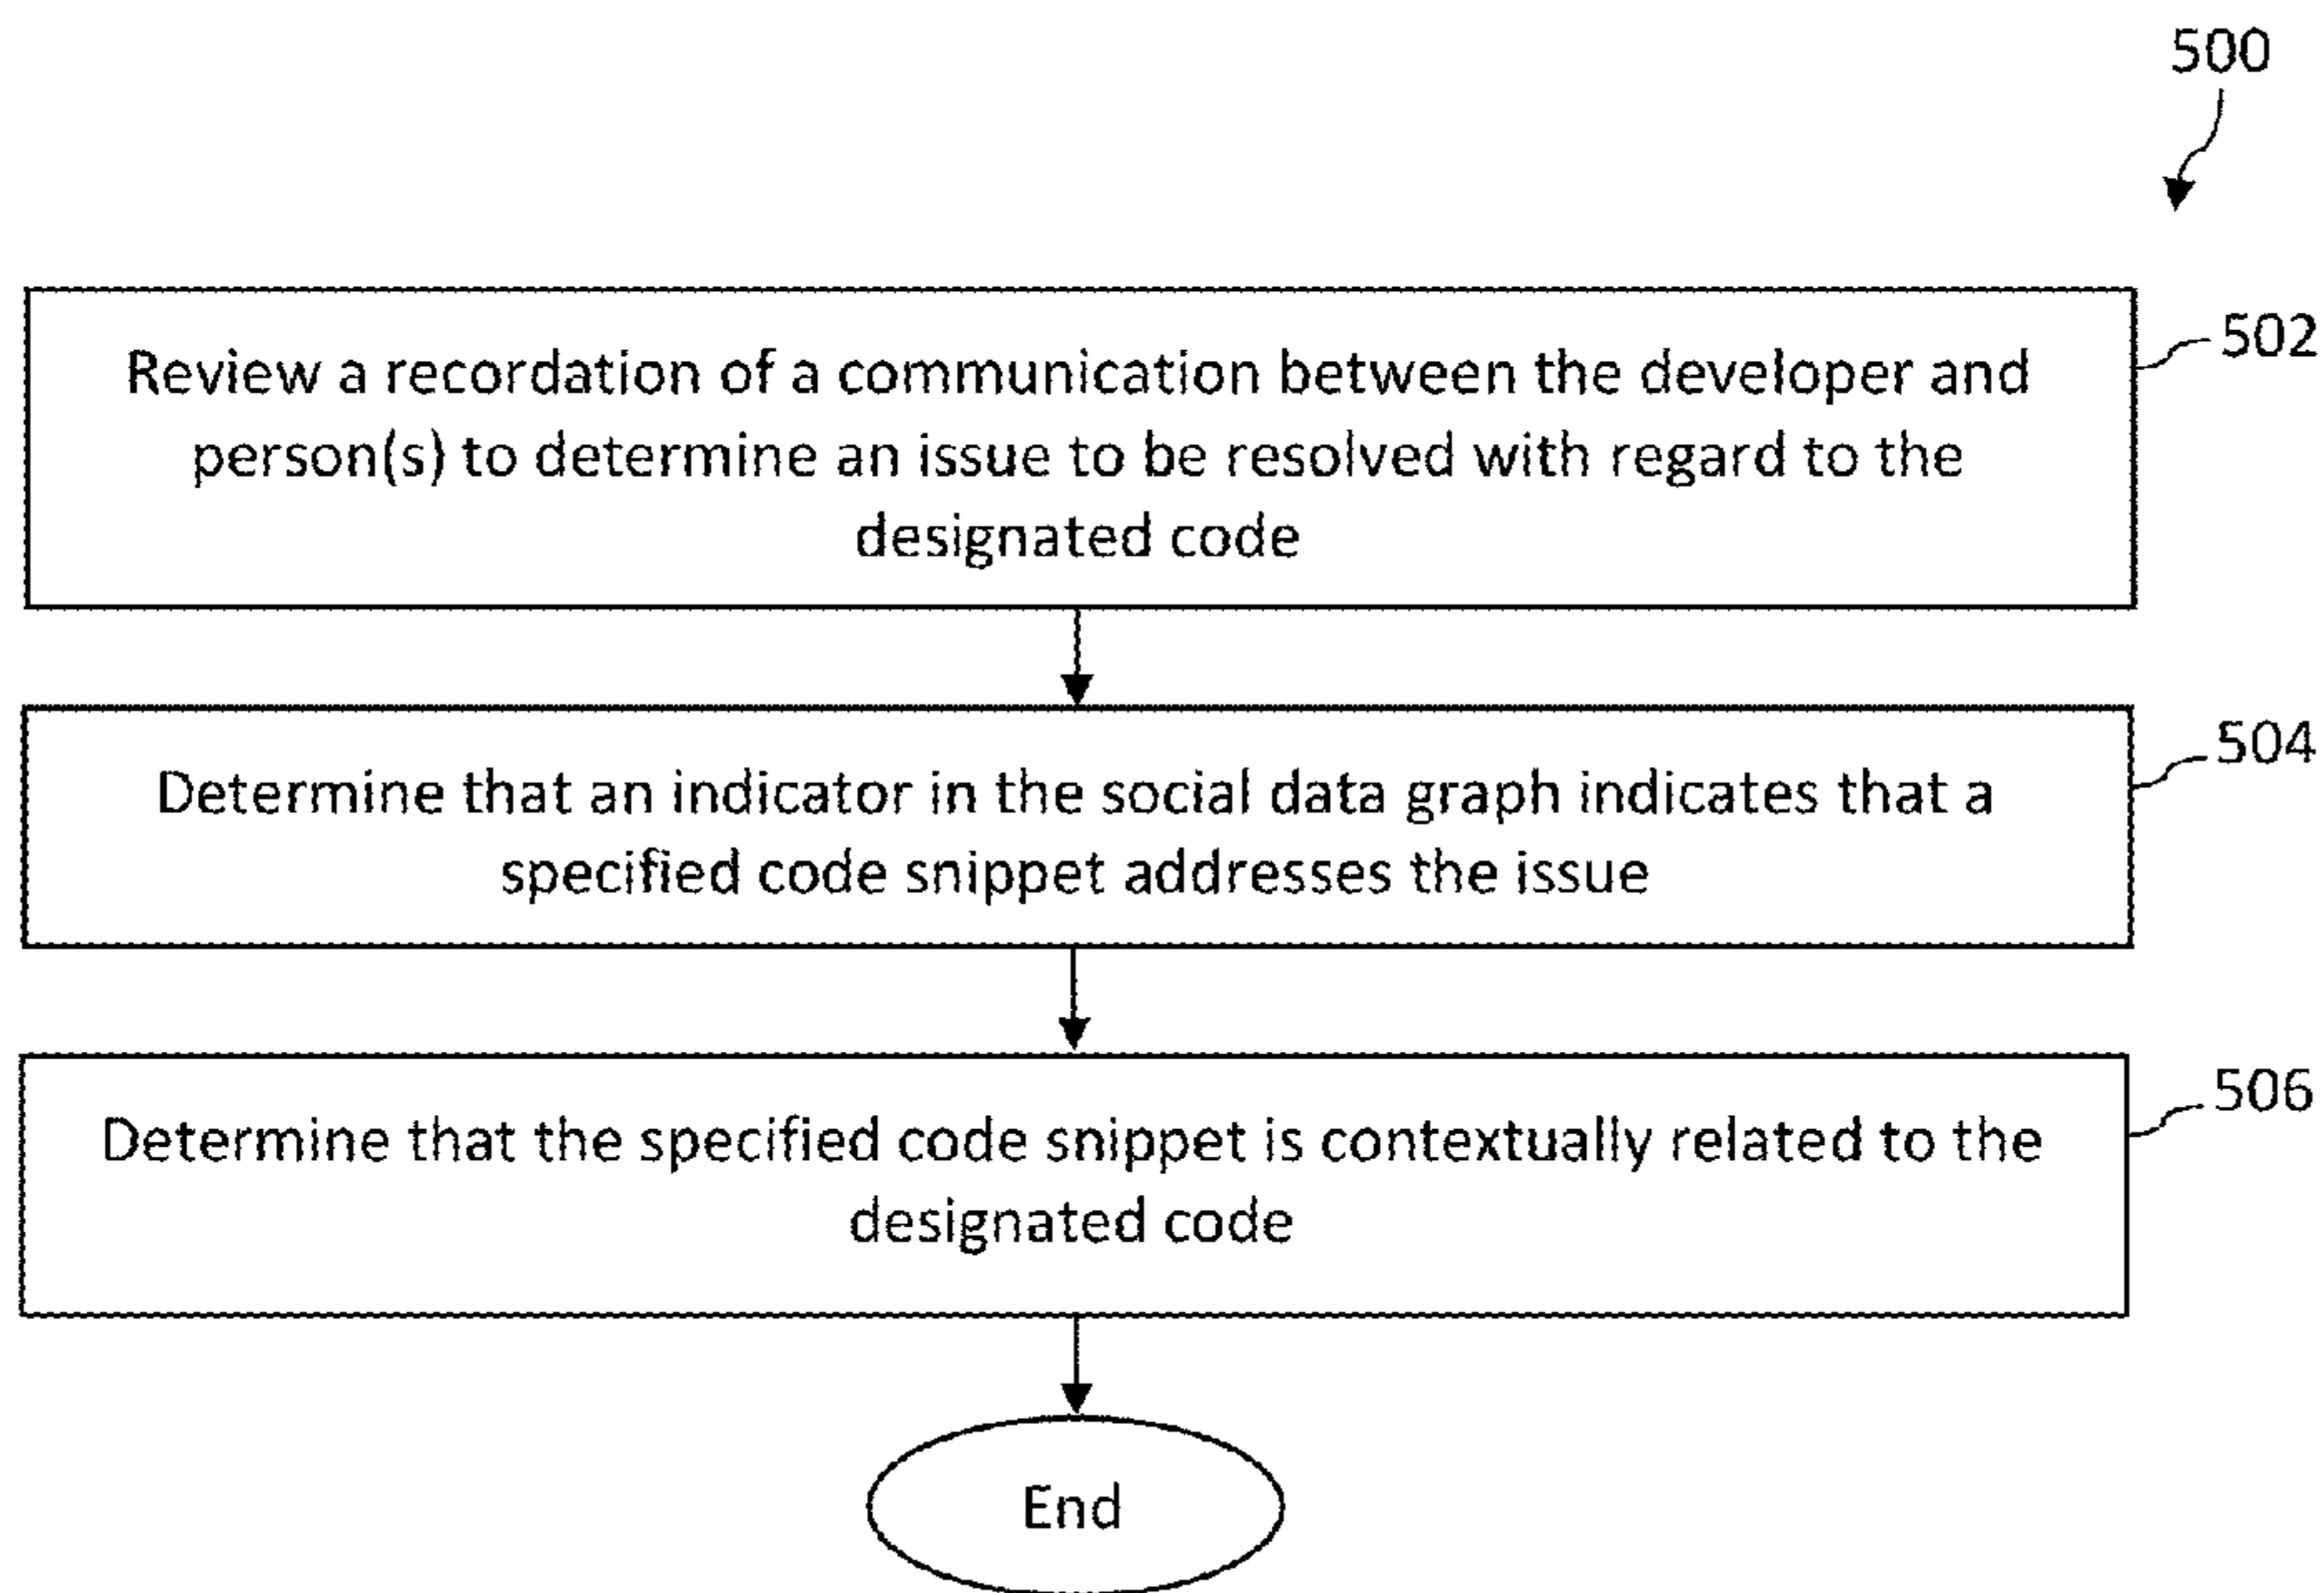 500
Review a recordation of a communication between the developer and
person(s) to determine an issue to be resolved with regard to the
designated code
502
Determine that an indicator in the social data graph indicates that a
specified code snippet addresses the issue
504
Determine that the specified code snippet is contextually related to the
designated code
506
End